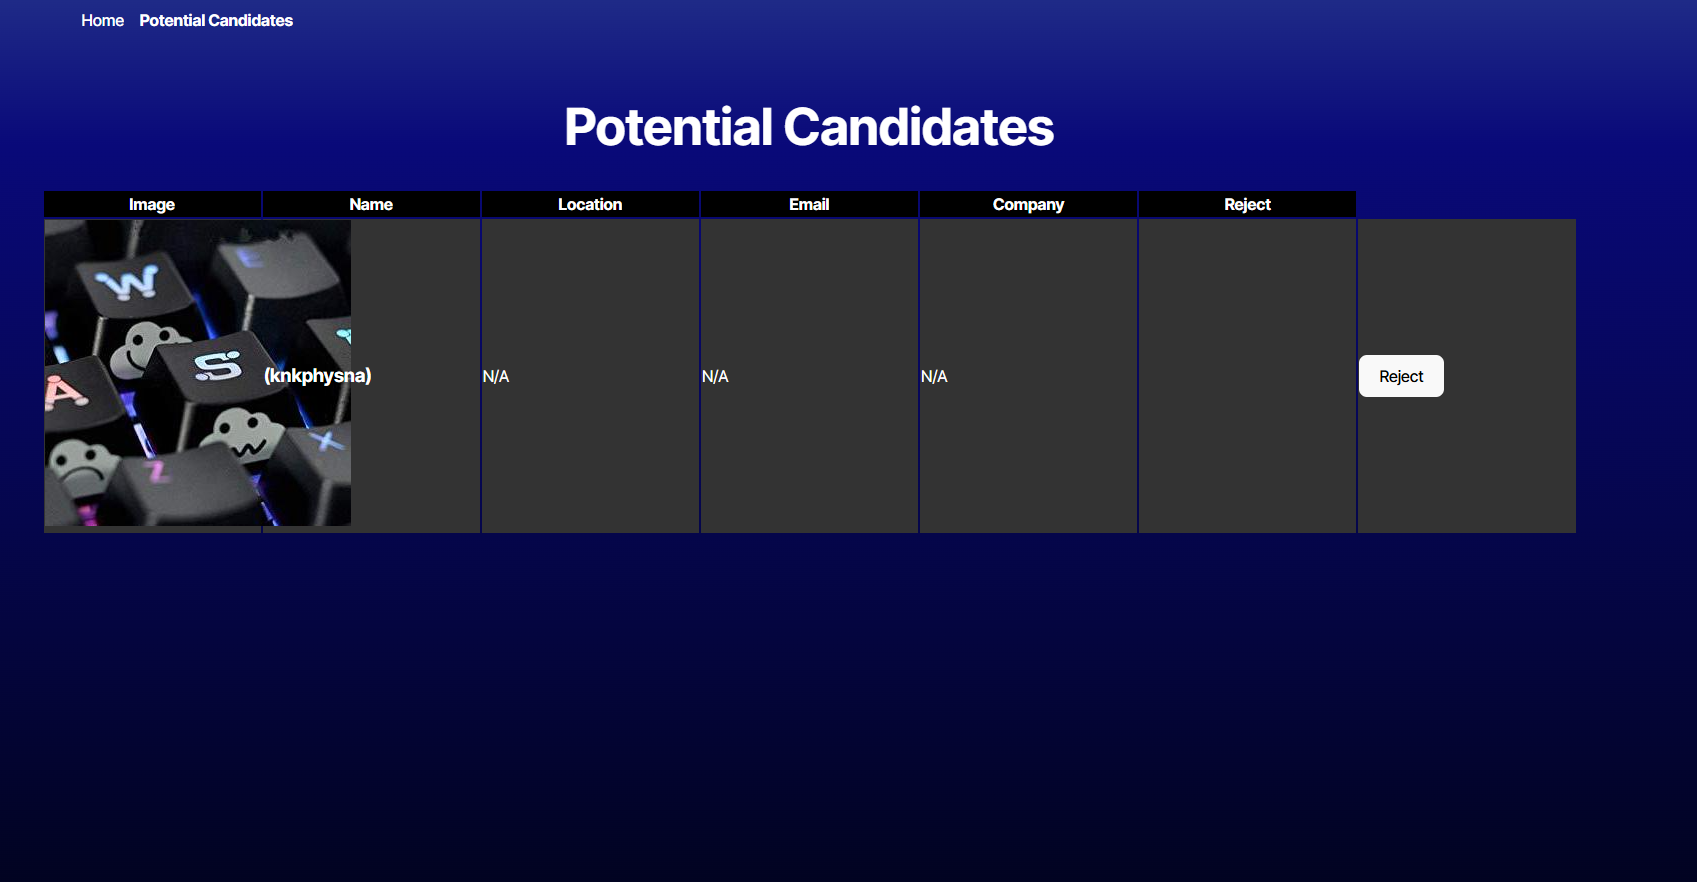 Home Potential Candidates
Potential Candidates
Image Name Location Email Company Reject
W E
S
A
Z X
(knkphysna) N/A N/A N/A Reject